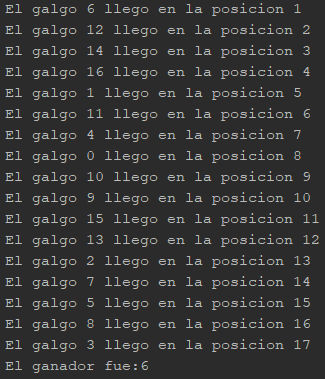 El galgo 6 llego en la posicion 1
El galgo 12 llego en la posicion 2
El galgo 14 llego en la posicion 3
El galgo 16 llego en la posicion 4
El galgo 1 llego en la posicion 5
El galgo 11 llego en la posicion 6
El galgo 4 llego en la posicion 7
El galgo 0 llego en la posicion 8
El galgo 10 llego en la posicion 9
El galgo 9 llego en la posicion 10
El galgo 15 llego en la posicion 11
El galgo 13 llego en la posicion 12
El galgo 2 llego en la posicion 13
El galgo 7 llego en la posicion 14
El galgo 5 llego en la posicion 15
El galgo 8 llego en la posicion 16
El galgo 3 llego en la posicion 17
El ganador fue:6